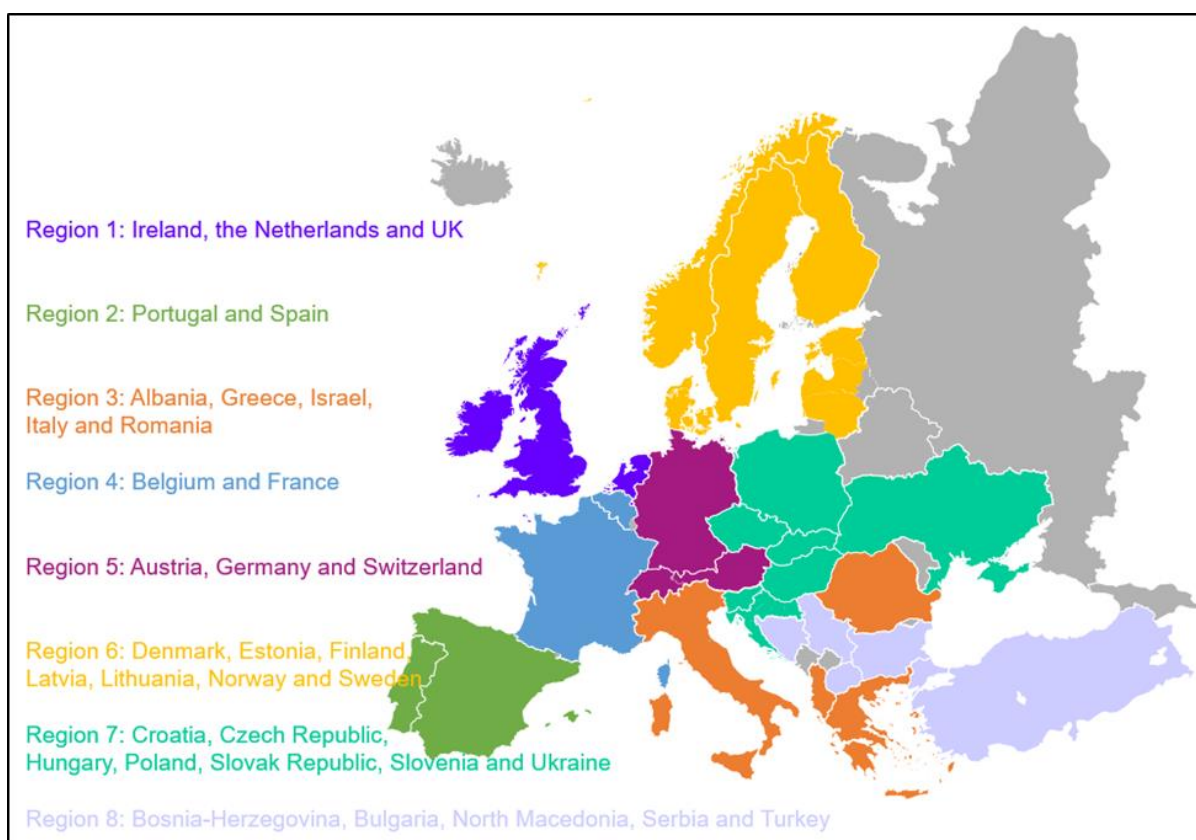 Region 1: Ireland, the Netherlands and UK
Region 2: Portugal and Spain
Region 3: Albania, Greece, Israel,
Italy and Romania
Region 4: Belgium and France
Region 5: Austria, Germany and Switzerland
Region 6: Denmark, Estonia, Finland,
Latvia, Lithuania, Norway and Sweden
Region 7: Croatia, Czech Republic,
Hungary, Poland, Slovak Republic, Slovenia and Ukraine
Region 8: Bosnia-Herzegovina, Bulgaria, North Macedonia, Serbia and Turkey